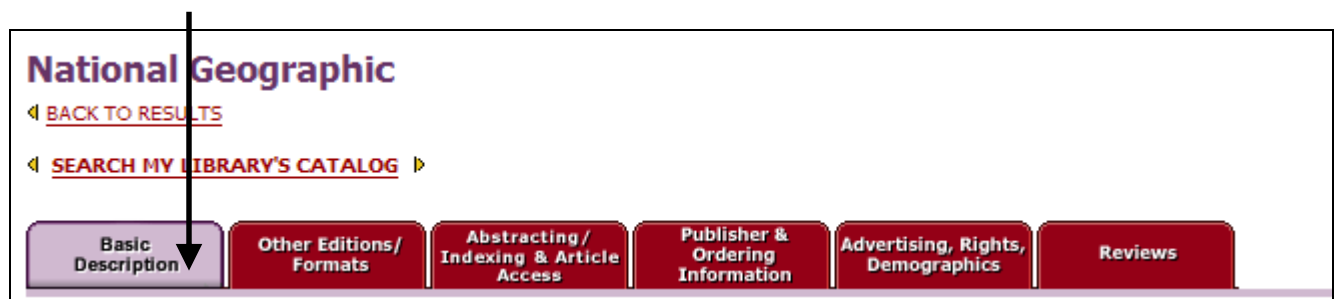 National Geographic
BACK TO RESULTS
SEARCH MY LIBRARY'S CATALOG
Basic
Description
Other Editions/
Formats
Abstracting/
Indexing & Article
Access
Publisher &
Ordering
Information
Advertising, Rights,
Demographics
Reviews